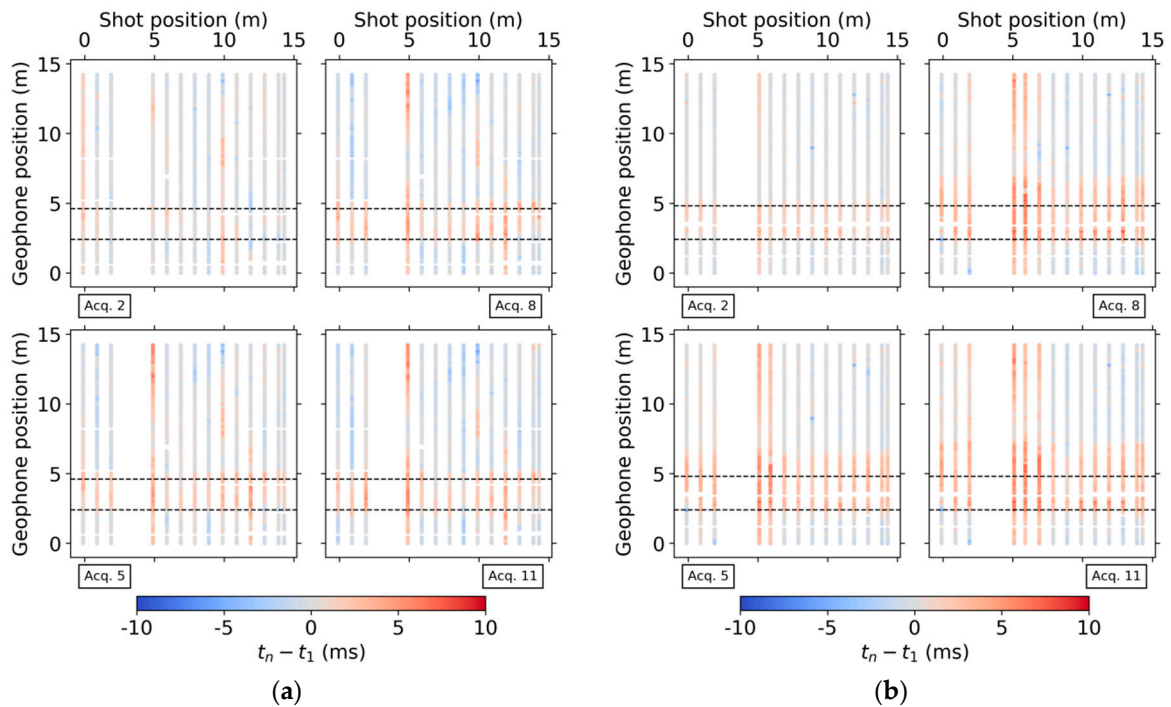 Shot position (m) Shot position (m)
0 5 10 15 0 5 10 15 0 5 10 15 0 5 10 15
Geophone position (m) Geophone position (m)
15 15
10 10
5 5
0 0
Acq. 2 Acq. 8 Acq. 2 Acq. 8
Geophone position (m) Geophone position (m)
15 15
10 10
5 5
0 0
Acq. 5 Acq. 11 Acq. 5 Acq. 11
-10 -5 0 5 10 -10 -5 0 5 10
tn − t1 (ms) tn − t1 (ms)
(a) (b)